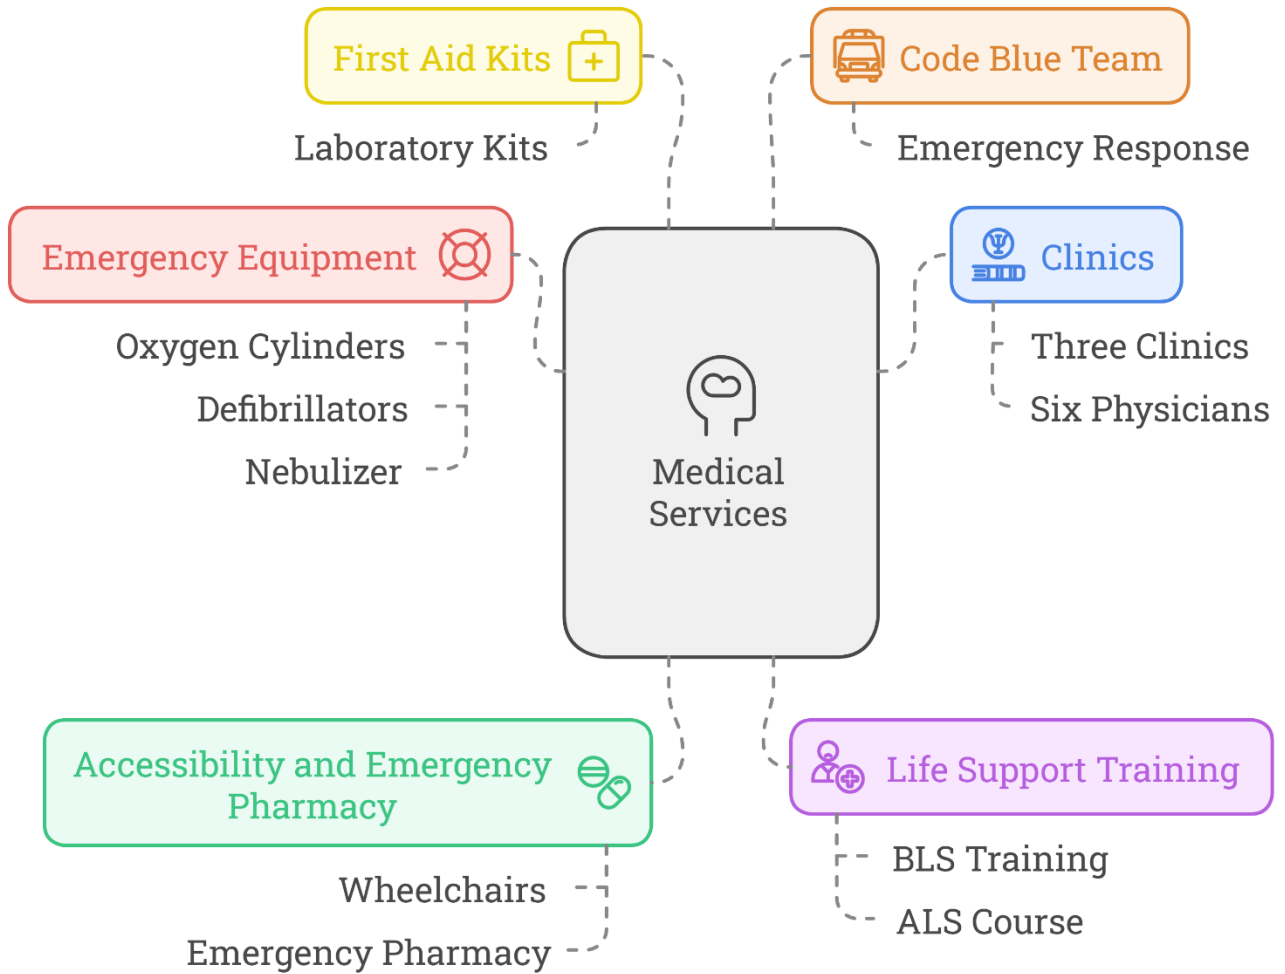 First Aid Kits
Laboratory Kits
Code Blue Team
Emergency Response
Emergency Equipment
Oxygen Cylinders
Defibrillators
Nebulizer
Clinics
Three Clinics
Six Physicians
Medical
Services
Accessibility and Emergency
Pharmacy
Wheelchairs
Emergency Pharmacy
Life Support Training
BLS Training
ALS Course